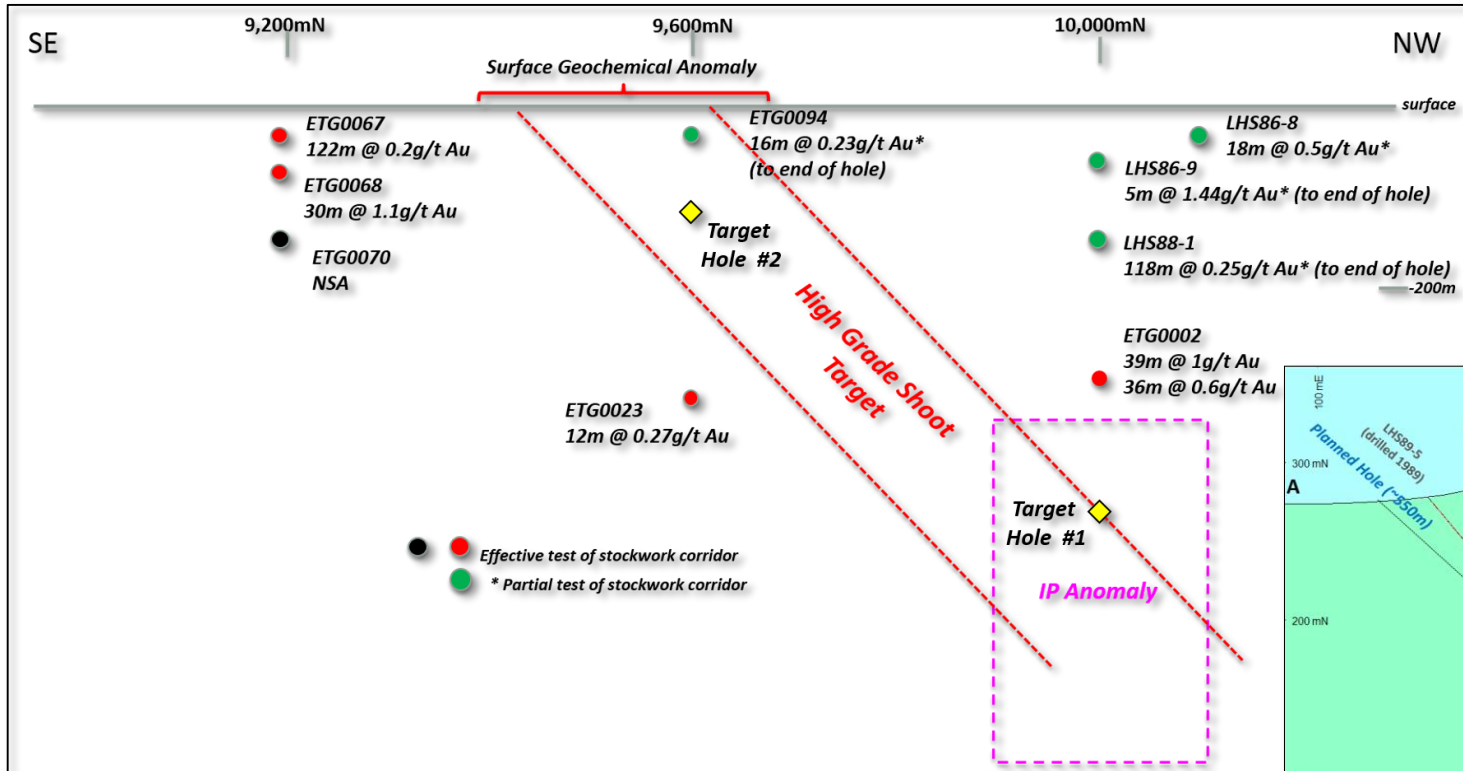 9,200mN
9,600mN
10,000mN
SE
NW
Surface Geochemical Anomaly
surface
ETG0067
122m @ 0.2g/t Au
ETG0068
30m @ 1.1g/t Au
ETG0070
NSA
ETG0094
16m @ 0.23g/t Au*
(to end of hole)
LHS86-8
18m @ 0.5g/t Au*
LHS86-9
5m @ 1.44g/t Au* (to end of hole)
LHS88-1
118m @ 0.25g/t Au* (to end of hole)
-200m
Target
Hole #2
High Grade Shoot
Target
ETG0002
39m @ 1g/t Au
36m @ 0.6g/t Au
ETG0023
12m @ 0.27g/t Au
Target
Hole #1
IP Anomaly
Effective test of stockwork corridor
* Partial test of stockwork corridor
100 mE
LHS89-5
(drilled 1989)
Planned Hole (~550m)
300 mN
A
200 mN